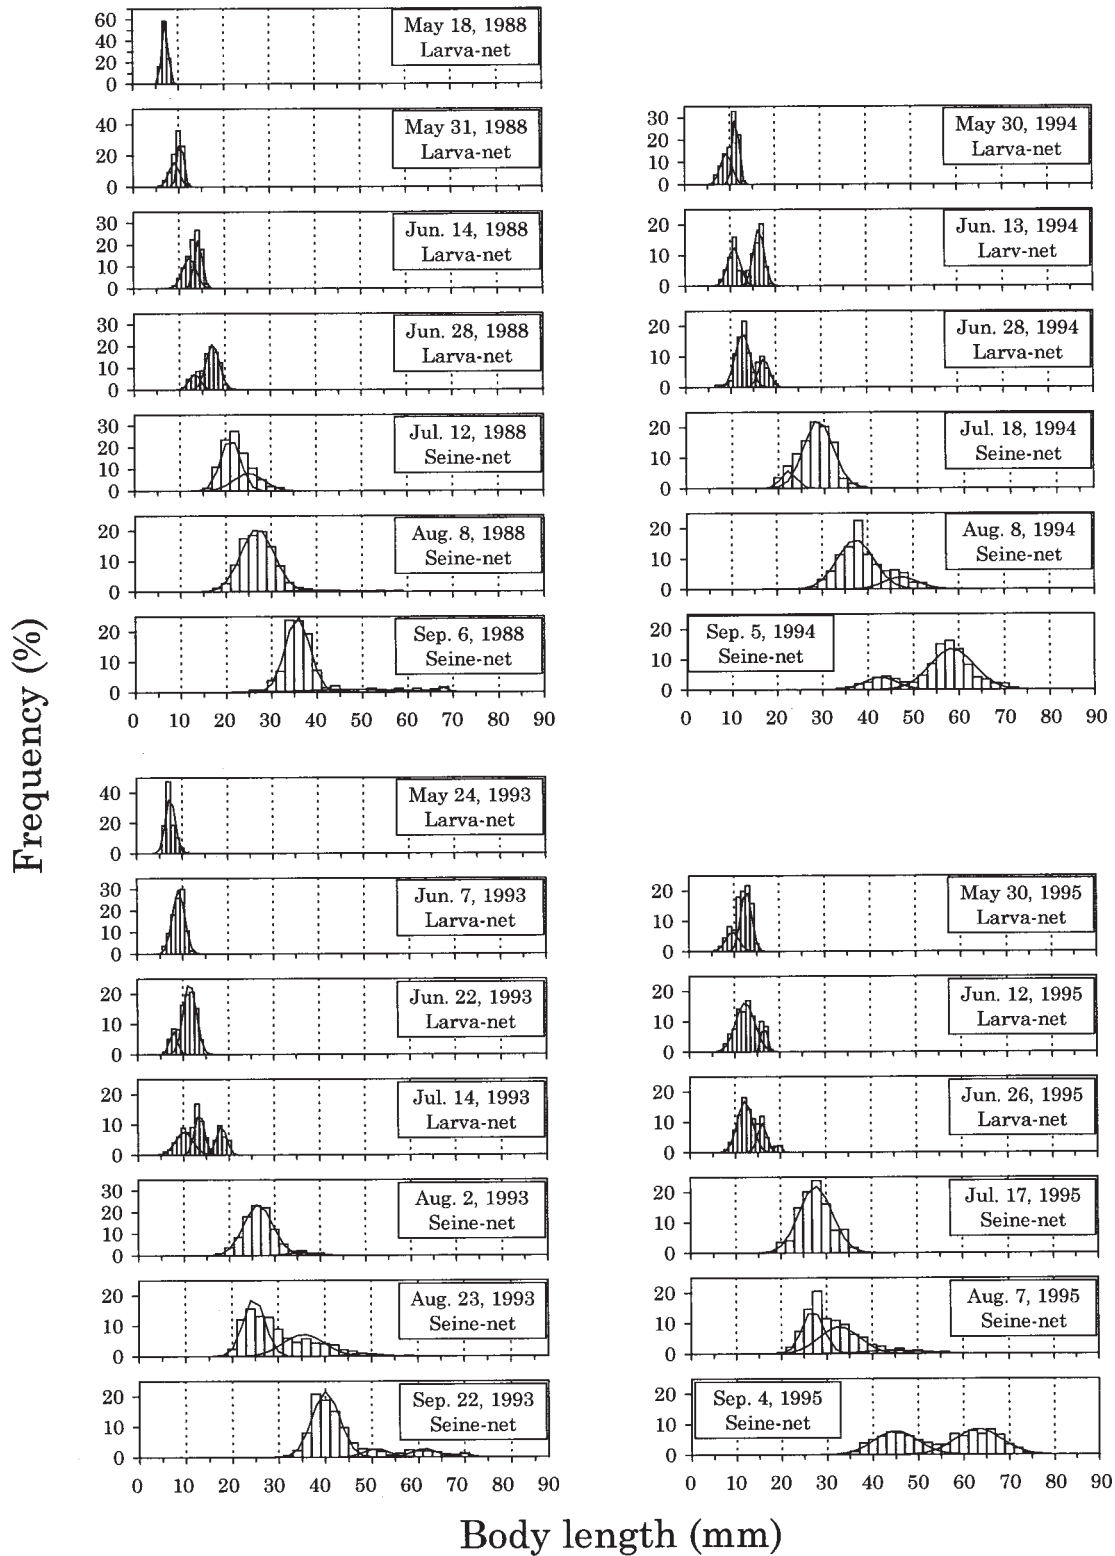 Frequency (%)
May 18, 1988
Larva-net
60
40
20
0
May 31, 1988
Larva-net
40
20
0
Jun. 14, 1988
Larva-net
30
20
10
0
Jun. 28, 1988
Larva-net
30
20
10
0
Jul. 12, 1988
Seine-net
30
20
10
0
Aug. 8, 1988
Seine-net
20
10
0
Sep. 6, 1988
Seine-net
20
10
0
0 10 20 30 40 50 60 70 80 90
May 30, 1994
Larva-net
30
20
10
0
Jun. 13, 1994
Larv-net
20
10
0
Jun. 28, 1994
Larva-net
20
10
0
Jul. 18, 1994
Seine-net
20
10
0
Aug. 8, 1994
Seine-net
20
10
0
Sep. 5, 1994
Seine-net
20
10
0
0 10 20 30 40 50 60 70 80 90
May 24, 1993
Larva-net
40
20
0
Jun. 7, 1993
Larva-net
30
20
10
0
Jun. 22, 1993
Larva-net
20
10
0
Jul. 14, 1993
Larva-net
20
10
0
Aug. 2, 1993
Seine-net
30
20
10
0
Aug. 23, 1993
Seine-net
20
10
0
Sep. 22, 1993
Seine-net
20
10
0
0 10 20 30 40 50 60 70 80 90
May 30, 1995
Larva-net
20
10
0
Jun. 12, 1995
Larva-net
20
10
0
Jun. 26, 1995
Larva-net
20
10
0
Jul. 17, 1995
Seine-net
20
10
0
Aug. 7, 1995
Seine-net
20
10
0
Sep. 4, 1995
Seine-net
20
10
0
0 10 20 30 40 50 60 70 80 90
Body length (mm)